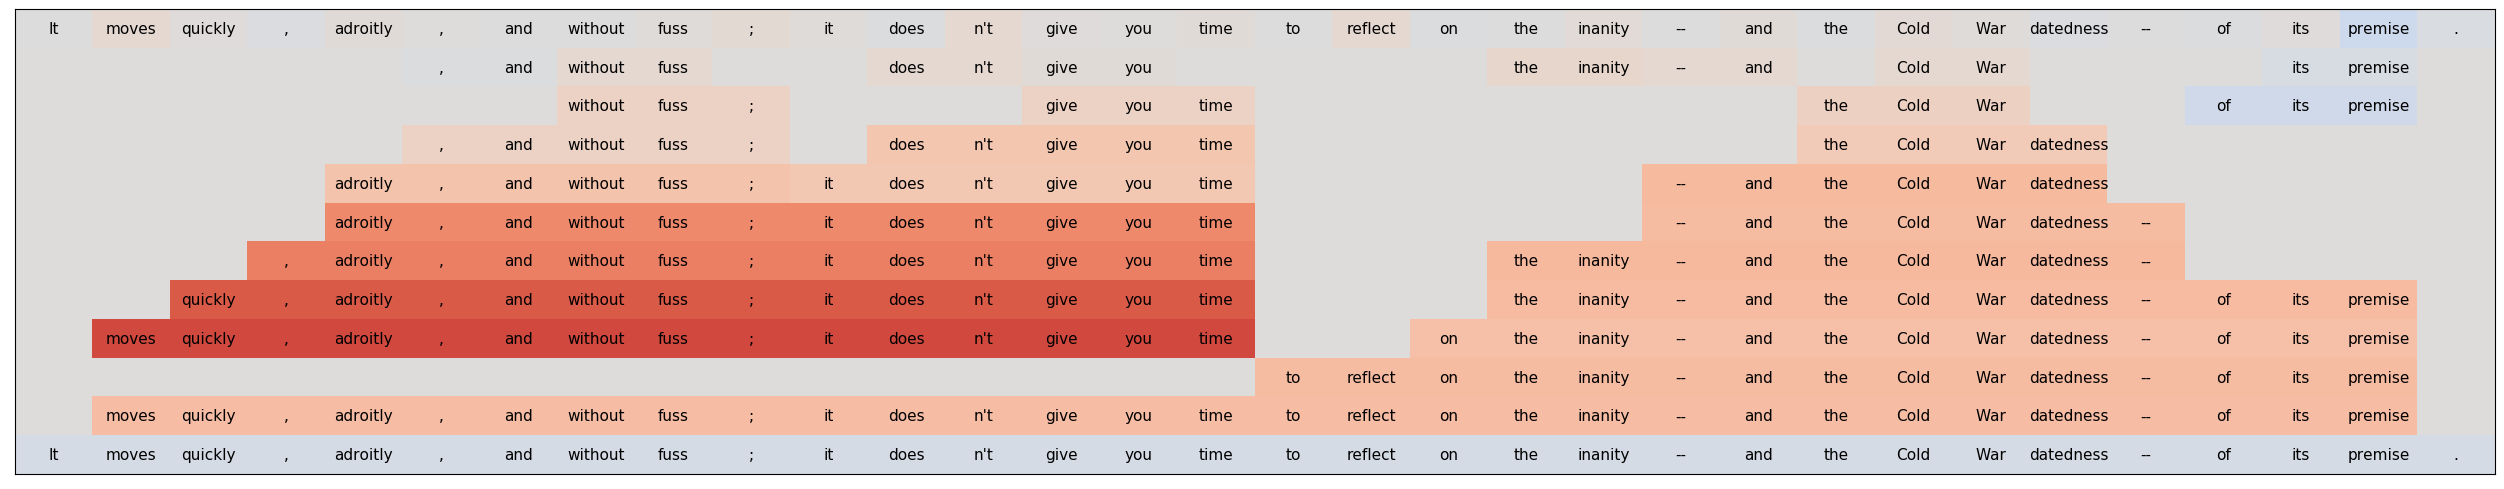 It moves quickly , adroitly , and without fuss ; it does n't give you time to reflect on the inanity -- and the Cold War datedness -- of its premise .
, and without fuss does n't give you the inanity -- and Cold War its premise
without fuss ; give you time the Cold War of its premise
, and without fuss ; does n't give you time the Cold War datedness
adroitly , and without fuss ; it does n't give you time -- and the Cold War datedness
adroitly , and without fuss ; it does n't give you time -- and the Cold War datedness --
, adroitly , and without fuss ; it does n't give you time the inanity -- and the Cold War datedness --
quickly , adroitly , and without fuss ; it does n't give you time the inanity -- and the Cold War datedness -- of its premise
moves quickly , adroitly , and without fuss ; it does n't give you time on the inanity -- and the Cold War datedness -- of its premise
to reflect on the inanity -- and the Cold War datedness -- of its premise
moves quickly , adroitly , and without fuss ; it does n't give you time to reflect on the inanity -- and the Cold War datedness -- of its premise
It moves quickly , adroitly , and without fuss ; it does n't give you time to reflect on the inanity -- and the Cold War datedness -- of its premise .